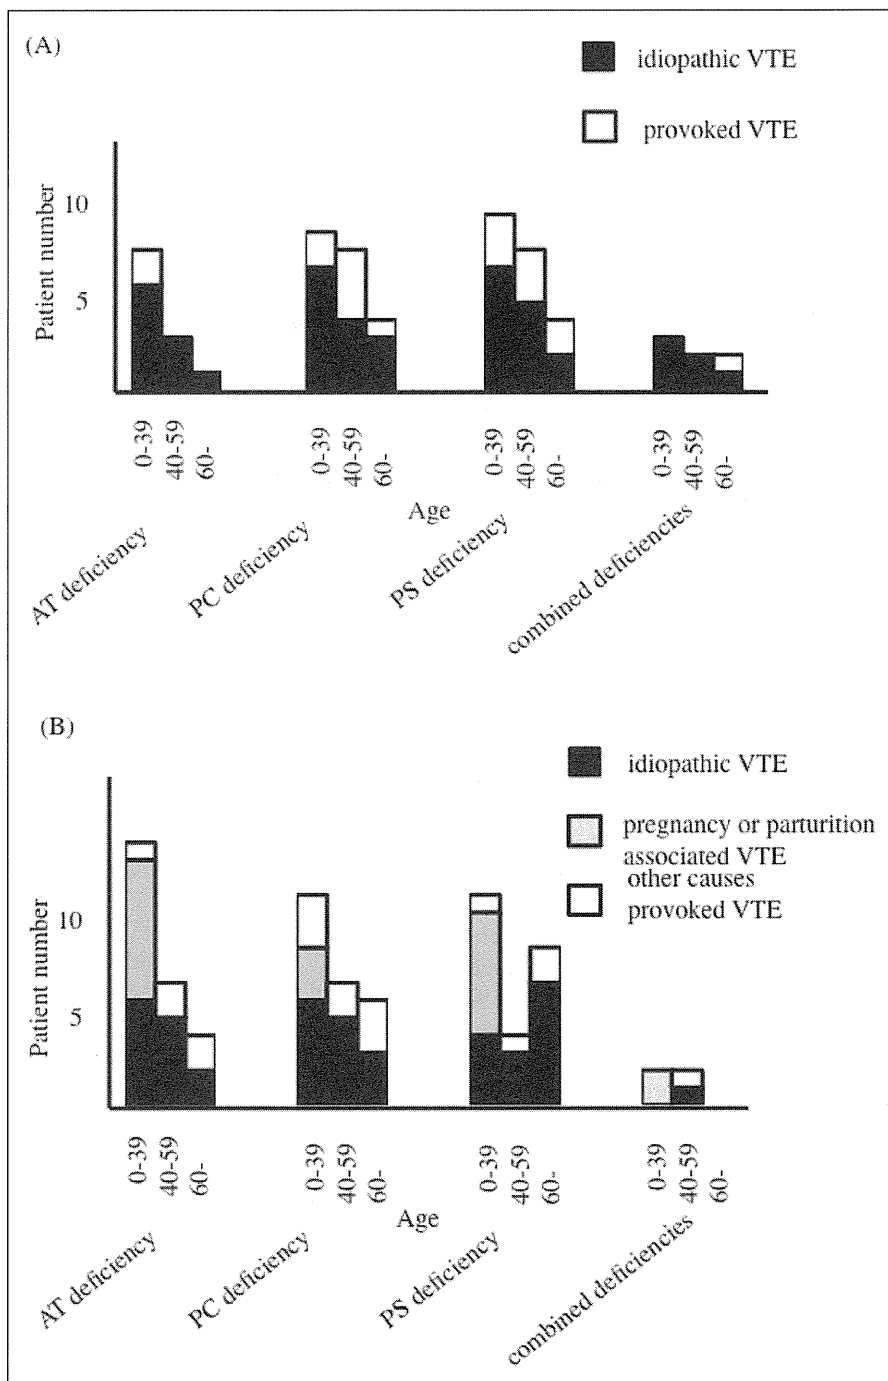 (A)
idiopathic VTE
provoked VTE
Patient number
10
5
0-39
40-59
60-
0-39
40-59
60-
0-39
40-59
60-
0-39
40-59
60-
Age
AT deficiency
PC deficiency
PS deficiency
combined deficiencies
(B)
idiopathic VTE
pregnancy or parturition
associated VTE
other causes
provoked VTE
Patient number
10
5
0-39
40-59
60-
0-39
40-59
60-
0-39
40-59
60-
0-39
40-59
60-
Age
AT deficiency
PC deficiency
PS deficiency
combined deficiencies